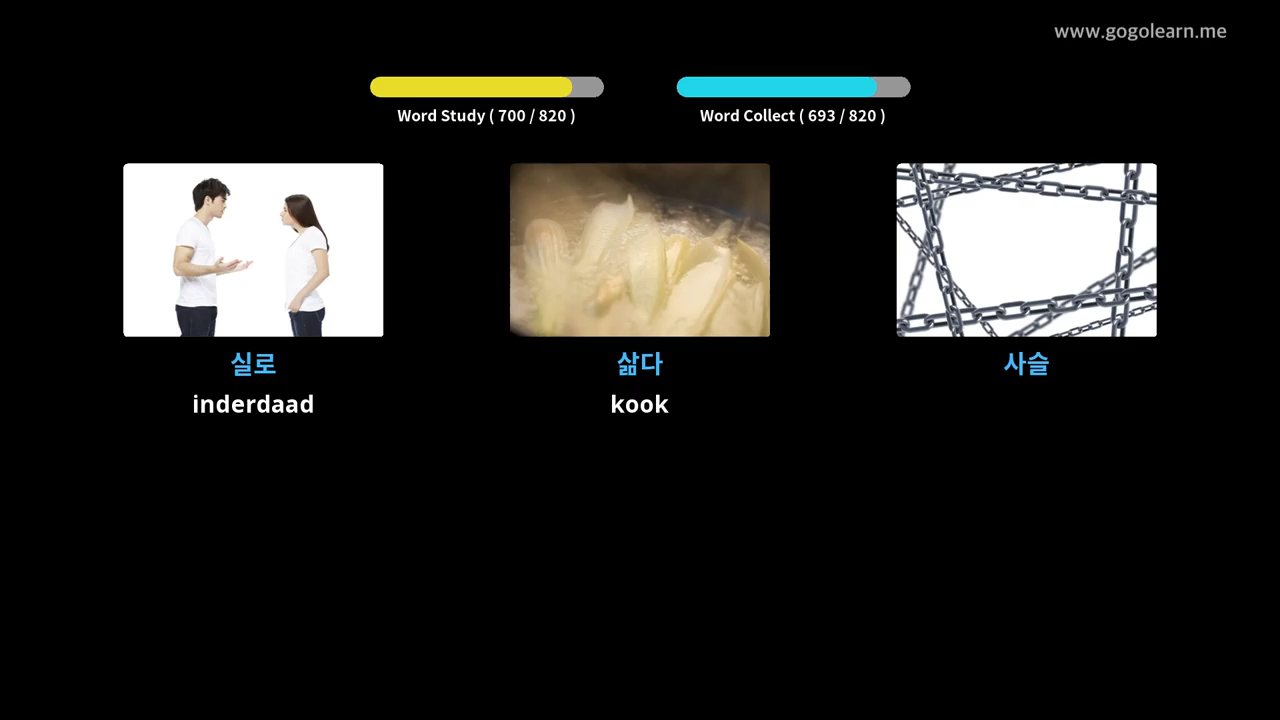 www.gogolearn.me
Word Study ( 700 / 820 )
Word Collect ( 693 / 820 )
실로
삶다
사슬
inderdaad
kook